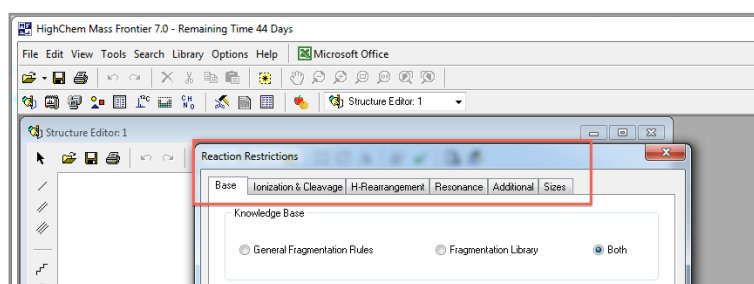 HighChem Mass Frontier 7.0 - Remaining Time 44 Days
File Edit View Tools Search Library Options Help Microsoft Office
Structure Editor: 1
Structure Editor: 1
Reaction Restrictions
Base Ionization & Cleavage H-Rearrangement Resonance Additional Sizes
Knowledge Base
General Fragmentation Rules Fragmentation Library Both